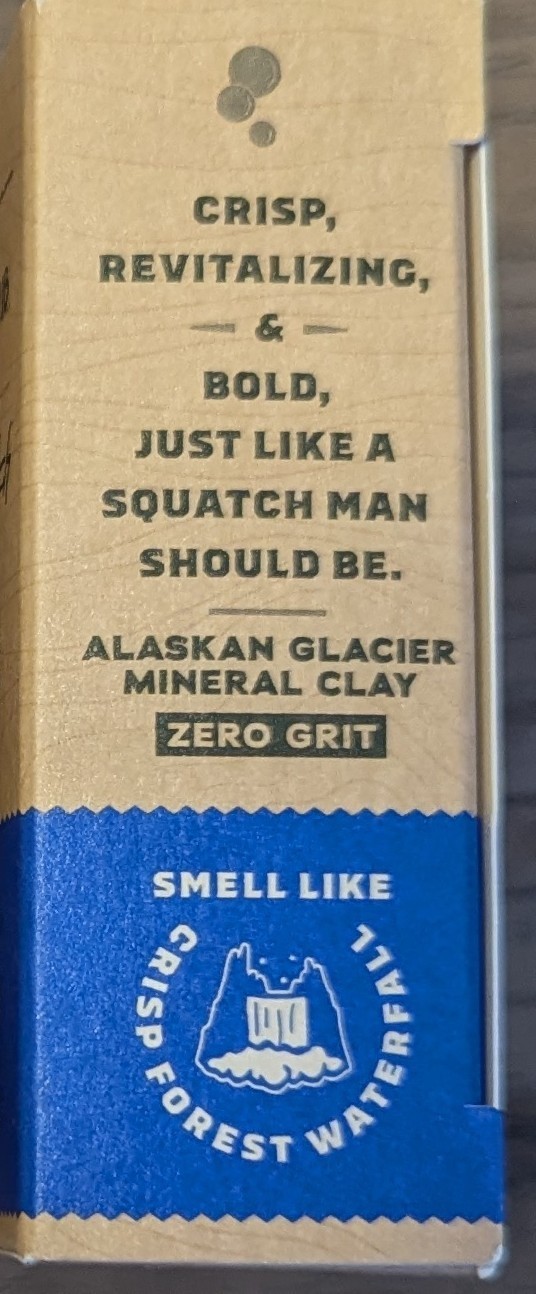 CRISP,
REVITALIZING,
&
BOLD,
JUST LIKE A
SQUATCH MAN
SHOULD BE.
ALASKAN GLACIER
MINERAL CLAY
ZERO GRIT
SMELL LIKE
CRISP FOREST WATERFALL